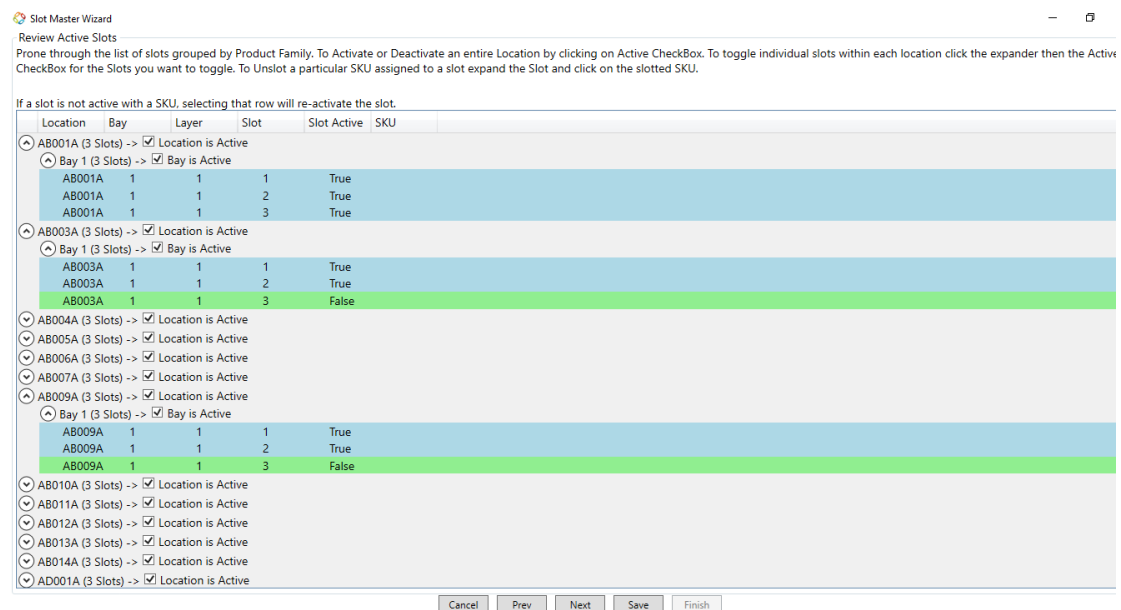 Slot Master Wizard
Review Active Slots
Prone through the list of slots grouped by Product Family. To Activate or Deactivate an entire Location by clicking on Active CheckBox. To toggle individual slots within each location click the expander then the Active
CheckBox for the Slots you want to toggle. To Unslot a particular SKU assigned to a slot expand the Slot and click on the slotted SKU.
If a slot is not active with a SKU, selecting that row will re-activate the slot.
Location Bay Layer Slot Slot Active SKU
AB001A (3 Slots) -> Location is Active
Bay 1 (3 Slots) -> Bay is Active
AB001A 1 1 1 True
AB001A 1 1 2 True
AB001A 1 1 3 True
AB003A (3 Slots) -> Location is Active
Bay 1 (3 Slots) -> Bay is Active
AB003A 1 1 1 True
AB003A 1 1 2 True
AB003A 1 1 3 False
AB004A (3 Slots) -> Location is Active
AB005A (3 Slots) -> Location is Active
AB006A (3 Slots) -> Location is Active
AB007A (3 Slots) -> Location is Active
AB009A (3 Slots) -> Location is Active
Bay 1 (3 Slots) -> Bay is Active
AB009A 1 1 1 True
AB009A 1 1 2 True
AB009A 1 1 3 False
AB010A (3 Slots) -> Location is Active
AB011A (3 Slots) -> Location is Active
AB012A (3 Slots) -> Location is Active
AB013A (3 Slots) -> Location is Active
AB014A (3 Slots) -> Location is Active
AD001A (3 Slots) -> Location is Active
Cancel Prev Next Save Finish